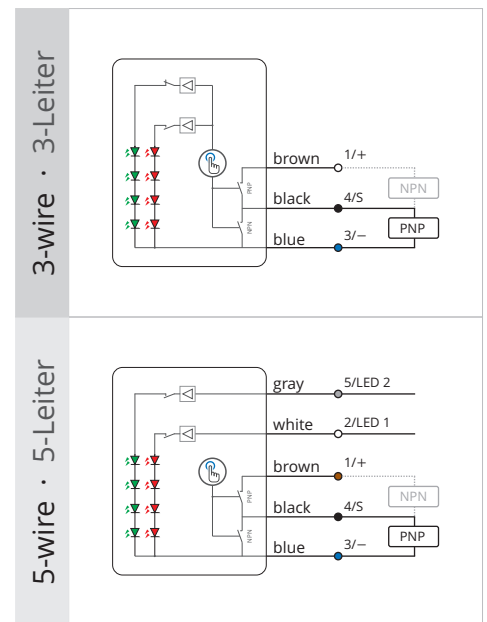 3-wire · 3-Leiter
brown 1/+
NPN
PNP
black 4/S
PNP
NPN
blue 3/−
5-wire · 5-Leiter
gray 5/LED 2
white 2/LED 1
brown 1/+
NPN
PNP
black 4/S
PNP
NPN
blue 3/−